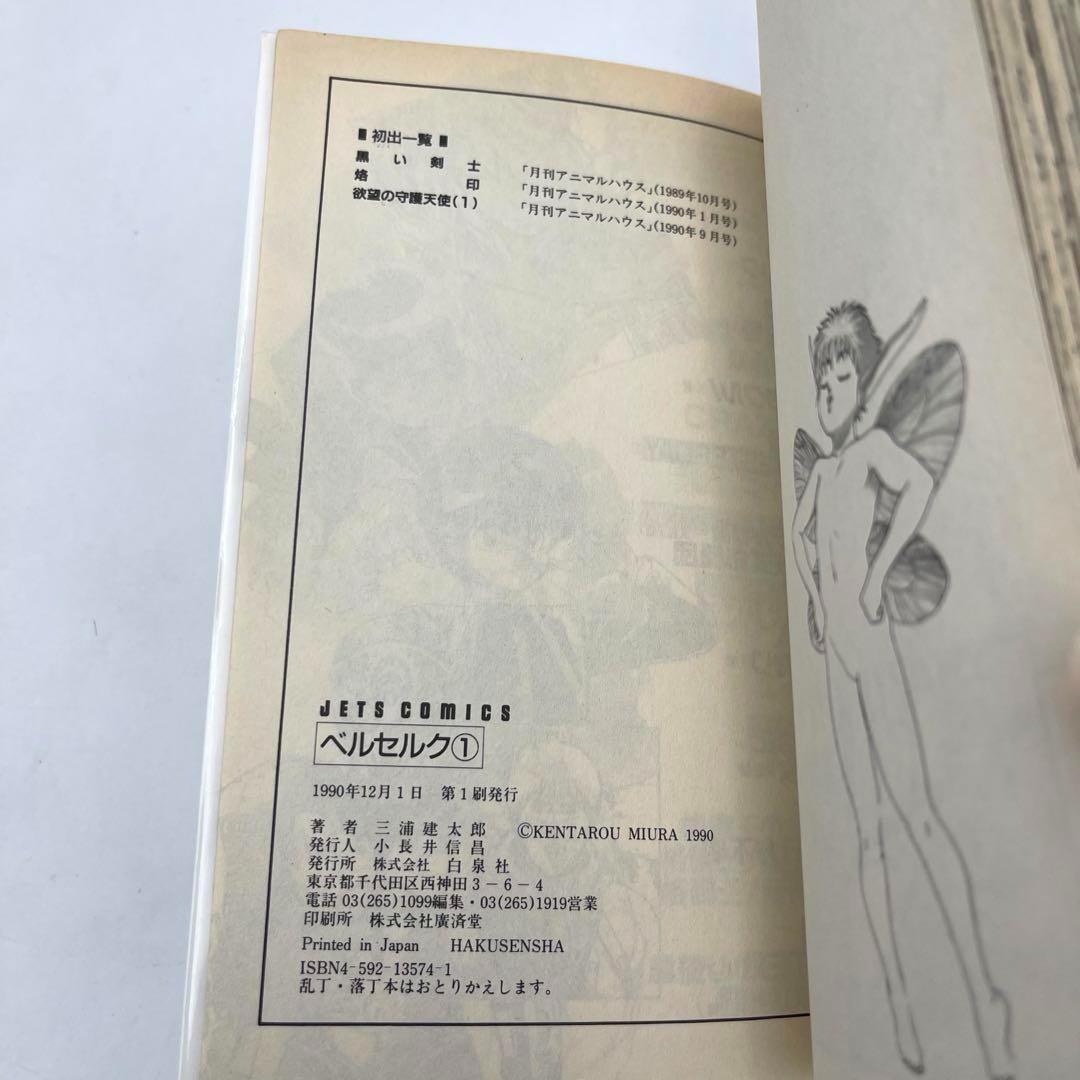 ■初出一覧■
黒い剣士 「月刊アニマルハウス」(1989年10月号)
烙印 「月刊アニマルハウス」(1990年1月号)
欲望の守護天使(1) 「月刊アニマルハウス」(1990年9月号)
JETS COMICS
ベルセルク①
1990年12月1日 第1刷発行
著者 三浦建太郎 ©KENTAROU MIURA 1990
発行人 小長井信昌
発行所 株式会社 白泉社
東京都千代田区西神田3-6-4
電話 03(265)1099編集・03(265)1919営業
印刷所 株式会社廣済堂
Printed in Japan HAKUSENSHA
ISBN4-592-13574-1
乱丁・落丁本はおとりかえします。